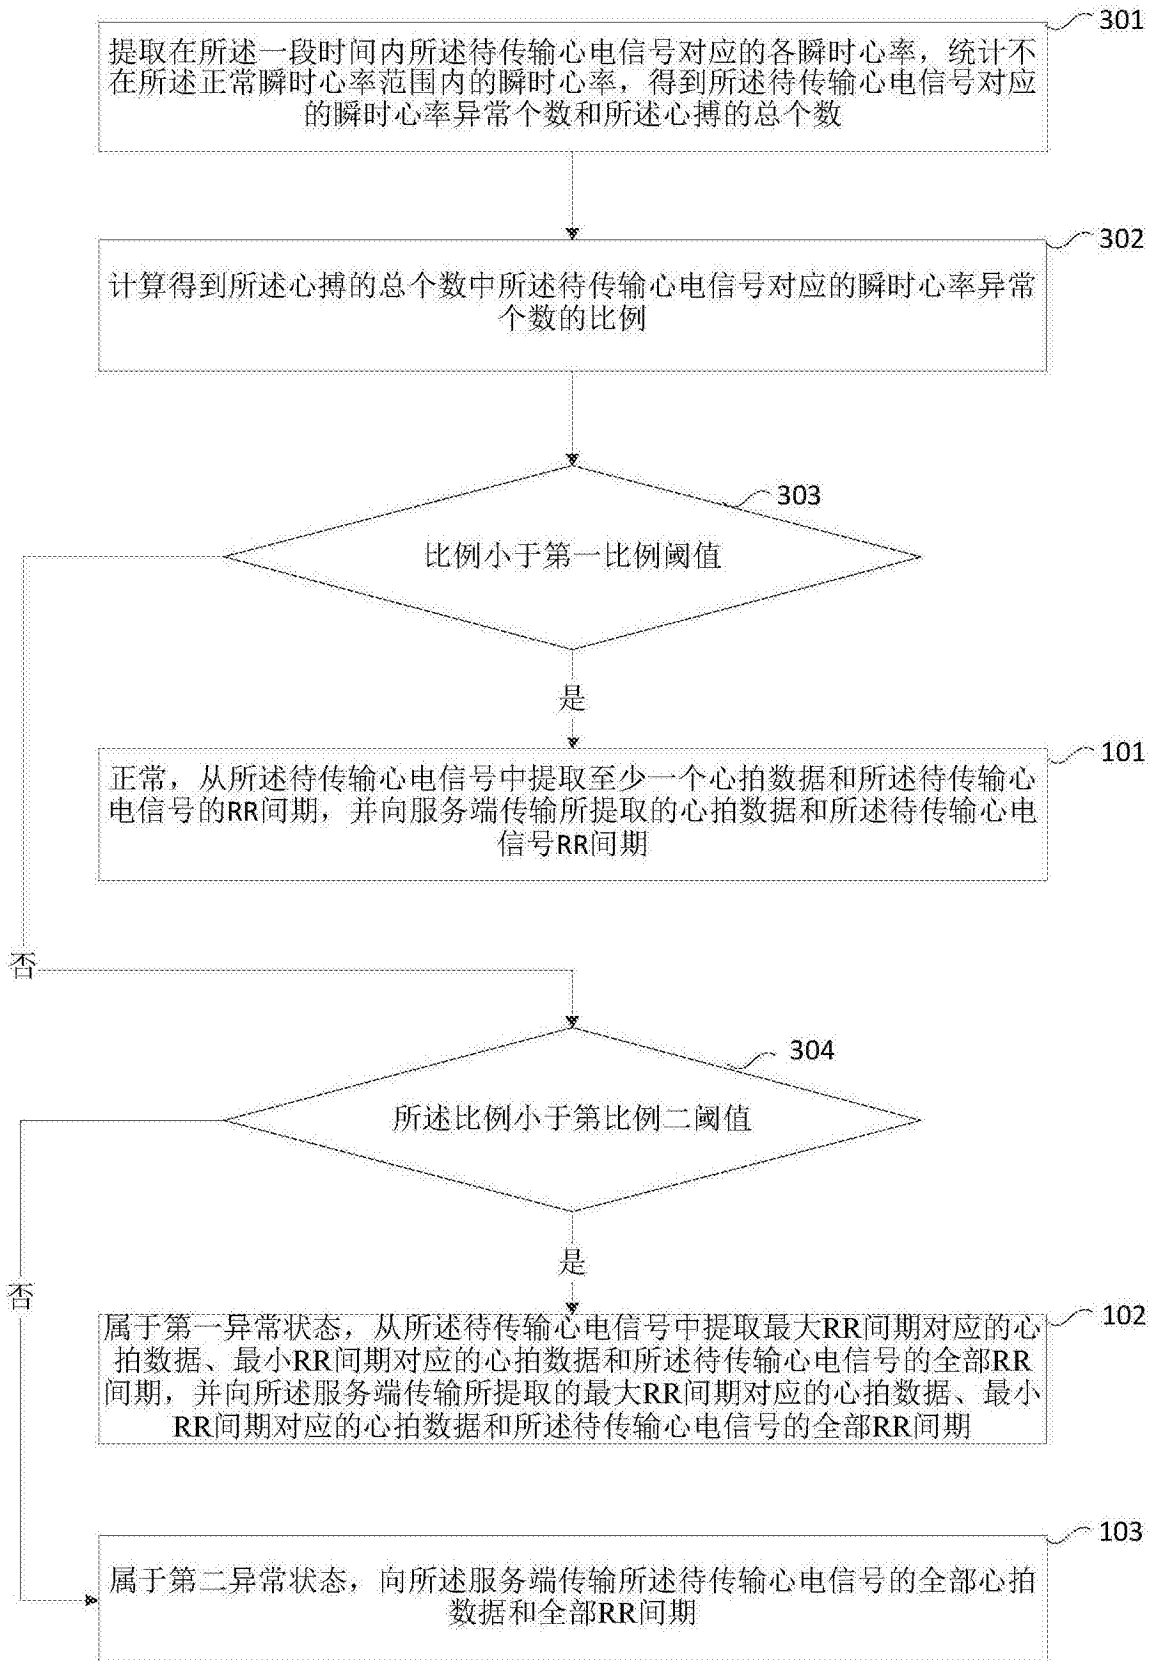 301
提取在所述一段时间内所述待传输心电信号对应的各瞬时心率，统计不
在所述正常瞬时心率范围内的瞬时心率，得到所述待传输心电信号对应
的瞬时心率异常个数和所述心搏的总个数
302
计算得到所述心搏的总个数中所述待传输心电信号对应的瞬时心率异常
个数的比例
303
比例小于第一比例阈值
是
101
正常，从所述待传输心电信号中提取至少一个心拍数据和所述待传输心
电信号的RR间期，并向服务端传输所提取的心拍数据和所述待传输心电
信号RR间期
否
304
所述比例小于第比例二阈值
是
否
102
属于第一异常状态，从所述待传输心电信号中提取最大RR间期对应的心
拍数据、最小RR间期对应的心拍数据和所述待传输心电信号的全部RR
间期，并向所述服务端传输所提取的最大RR间期对应的心拍数据、最小
RR间期对应的心拍数据和所述待传输心电信号的全部RR间期
103
属于第二异常状态，向所述服务端传输所述待传输心电信号的全部心拍
数据和全部RR间期